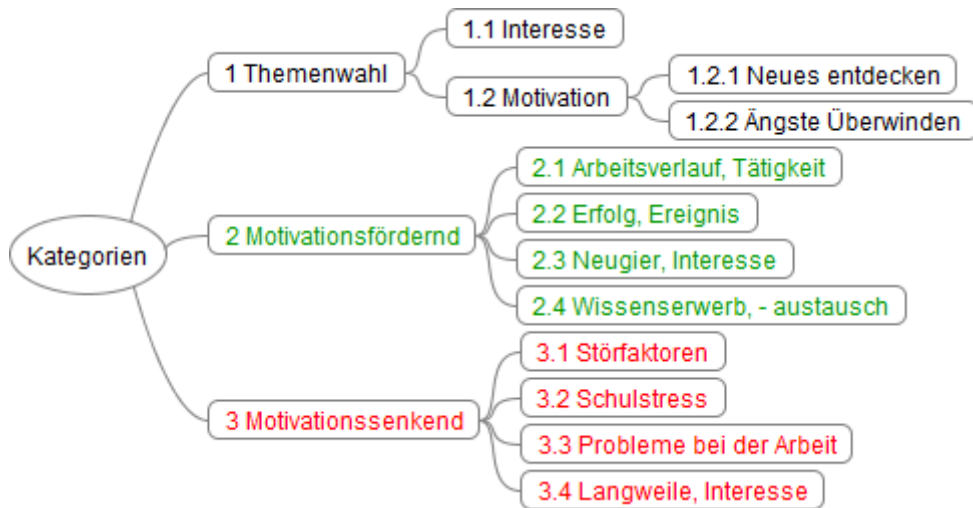 Kategorien
1 Themenwahl
1.1 Interesse
1.2 Motivation
1.2.1 Neues entdecken
1.2.2 Ängste Überwinden
2 Motivationsfördernd
2.1 Arbeitsverlauf, Tätigkeit
2.2 Erfolg, Ereignis
2.3 Neugier, Interesse
2.4 Wissenserwerb, - austausch
3 Motivationssenkend
3.1 Störfaktoren
3.2 Schulstress
3.3 Probleme bei der Arbeit
3.4 Langweile, Interesse